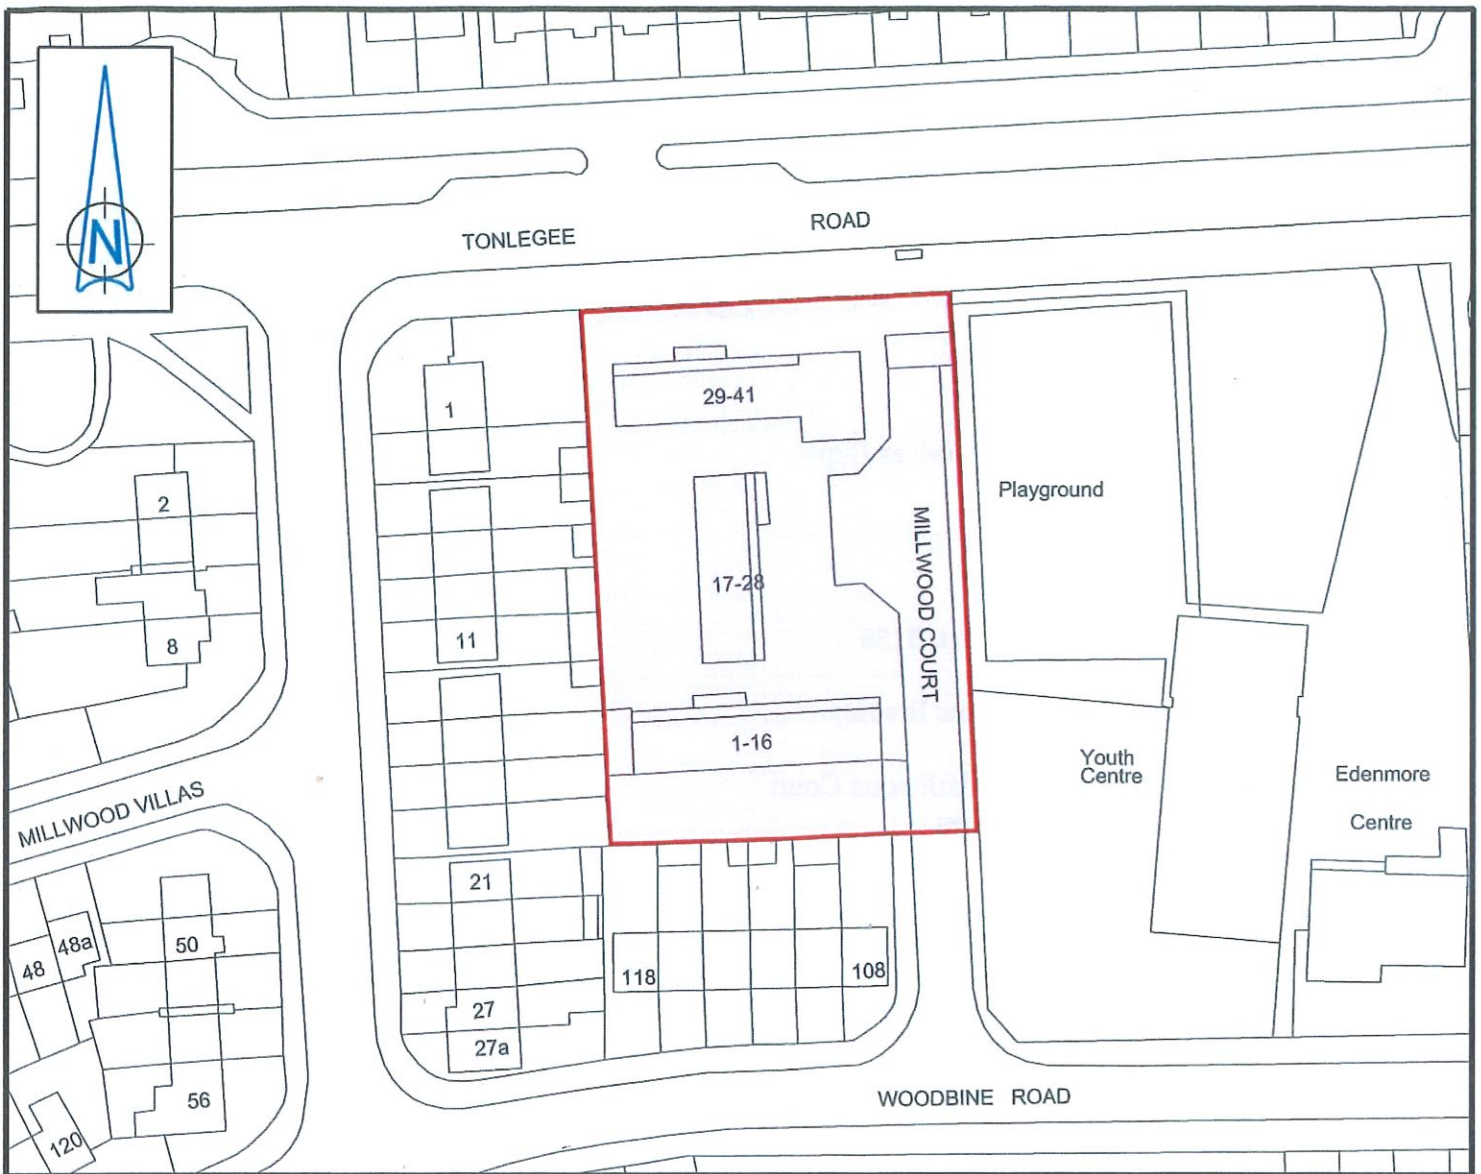 N
TONLEGEE ROAD
1
29-41
2
Playground
17-28
MILLWOOD COURT
11
8
1-16
Youth
Centre
Edenmore
Centre
MILLWOOD VILLAS
21
48a
50
48
118
108
27
27a
56
WOODBINE ROAD
120